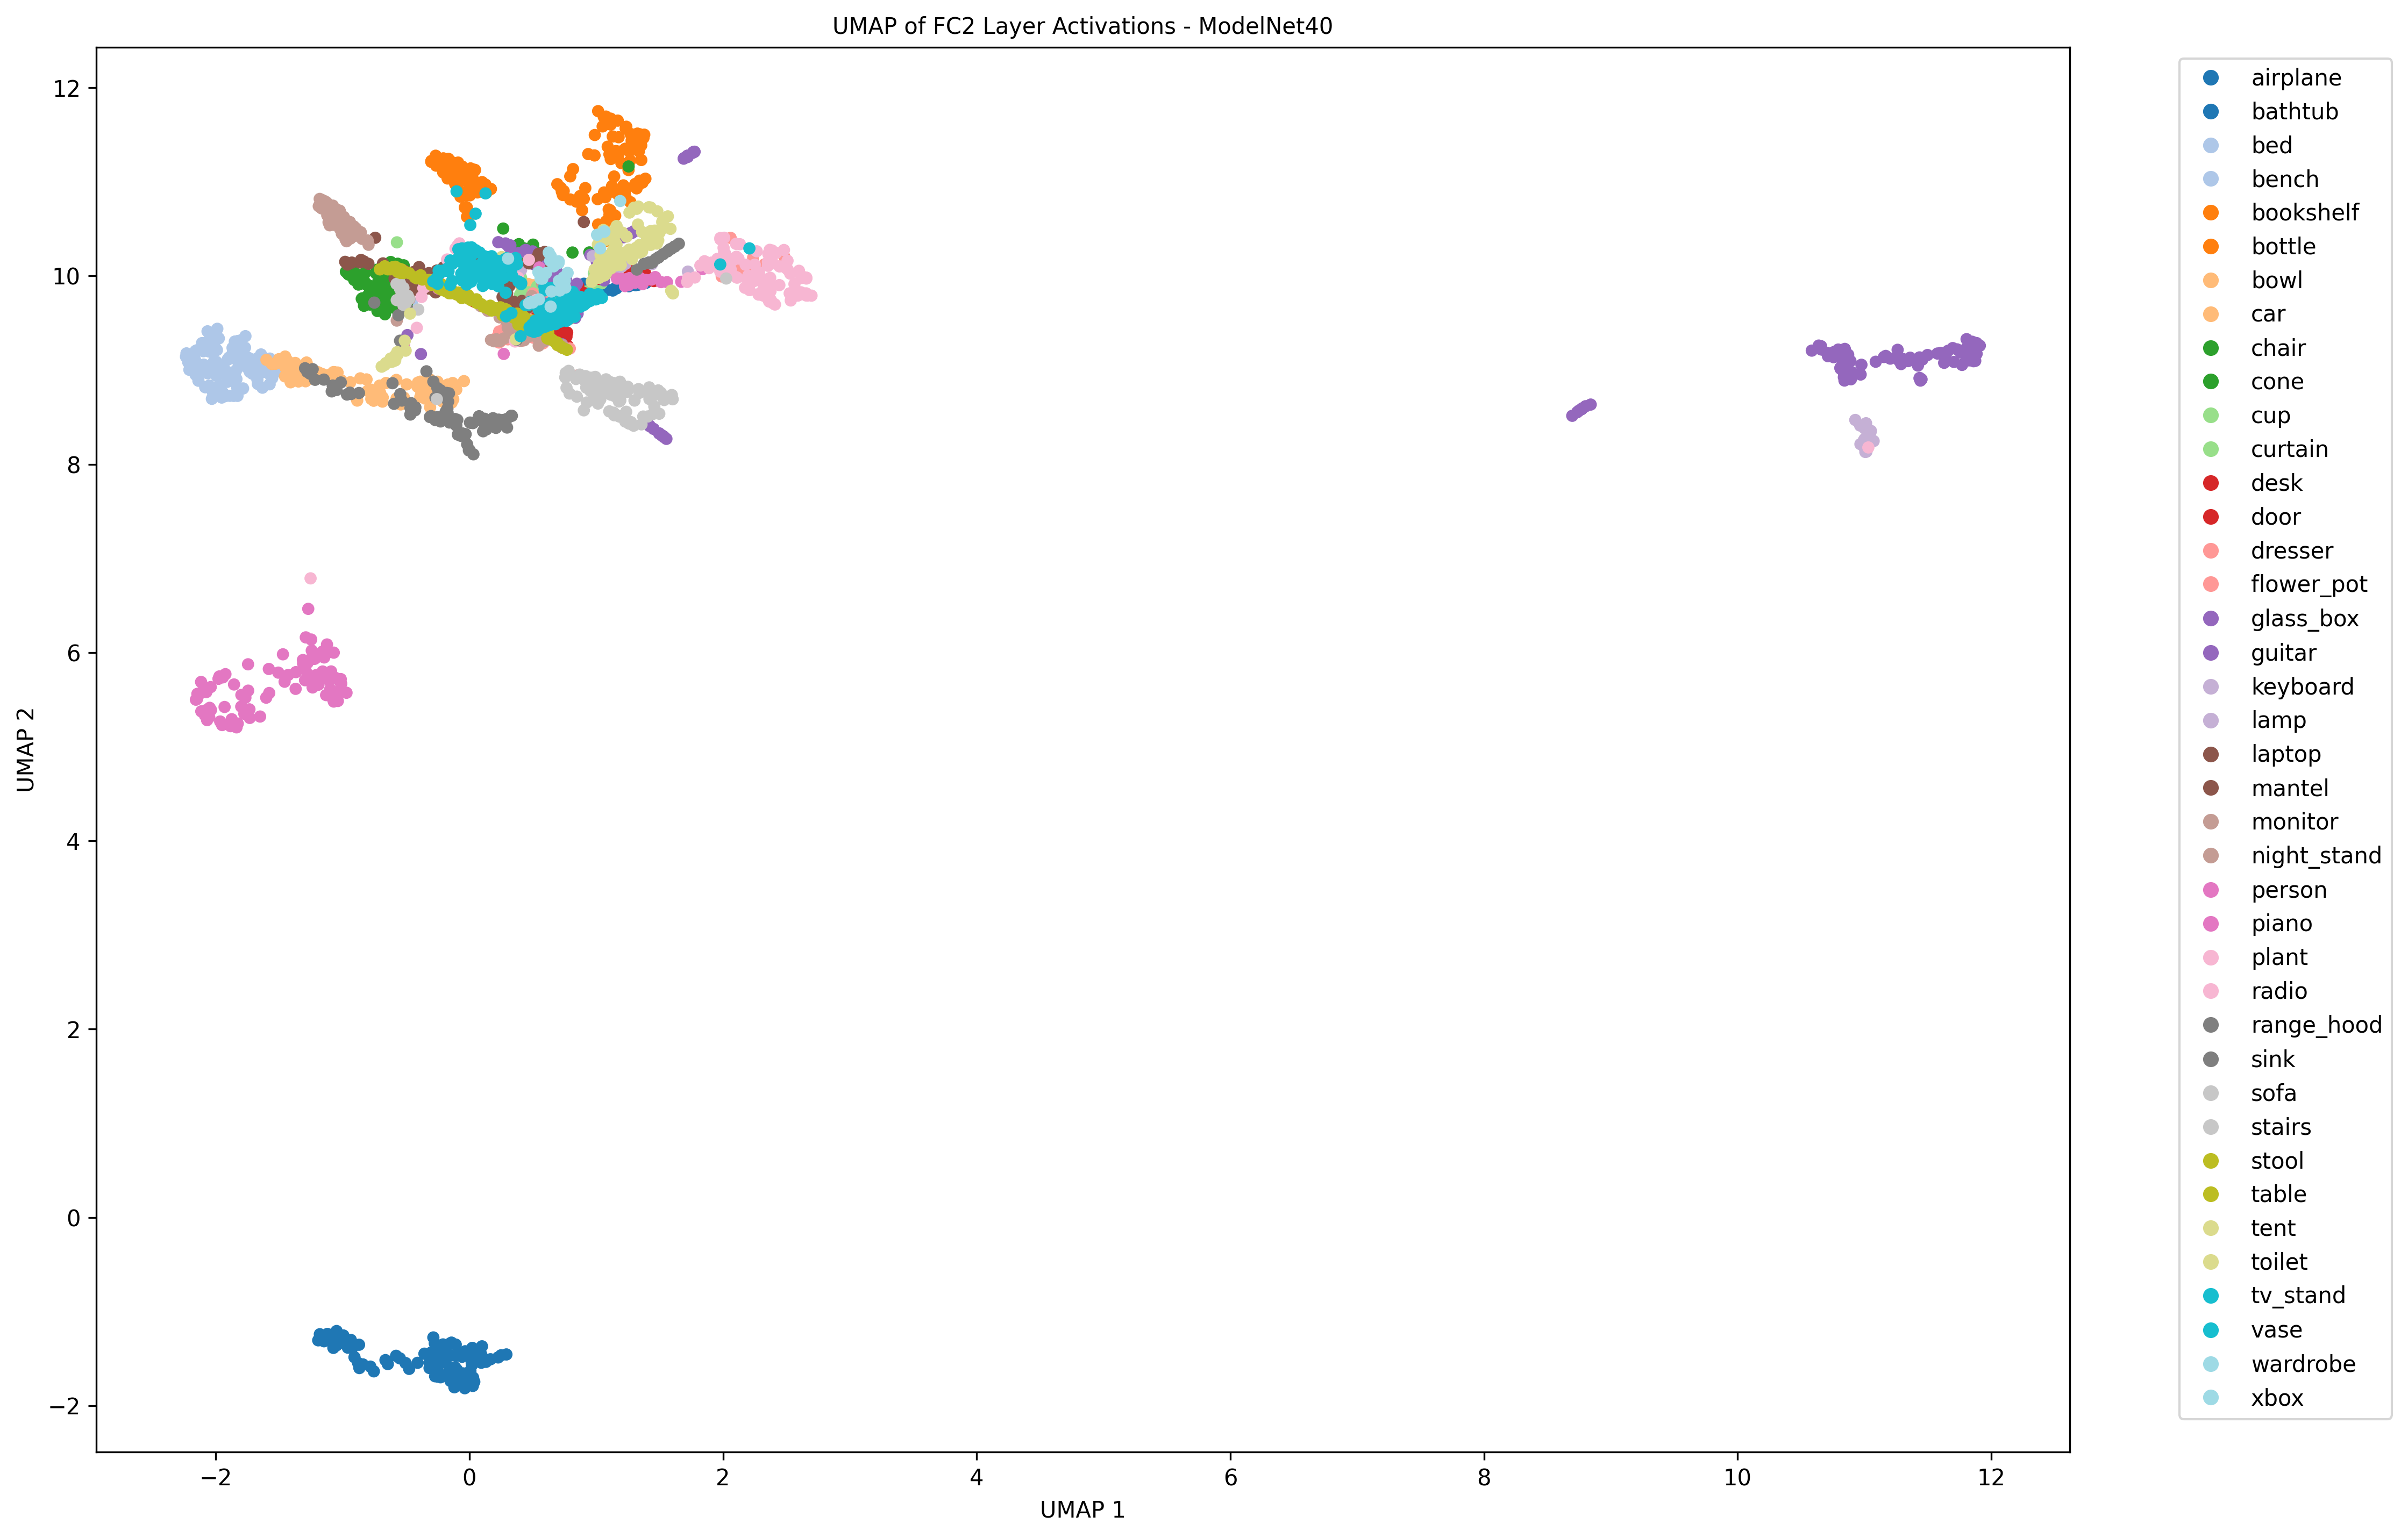 UMAP of FC2 Layer Activations - ModelNet40
12
10
8
6
4
2
0
−2
UMAP 2
−2
0
2
4
6
8
10
12
UMAP 1
airplane
bathtub
bed
bench
bookshelf
bottle
bowl
car
chair
cone
cup
curtain
desk
door
dresser
flower_pot
glass_box
guitar
keyboard
lamp
laptop
mantel
monitor
night_stand
person
piano
plant
radio
range_hood
sink
sofa
stairs
stool
table
tent
toilet
tv_stand
vase
wardrobe
xbox